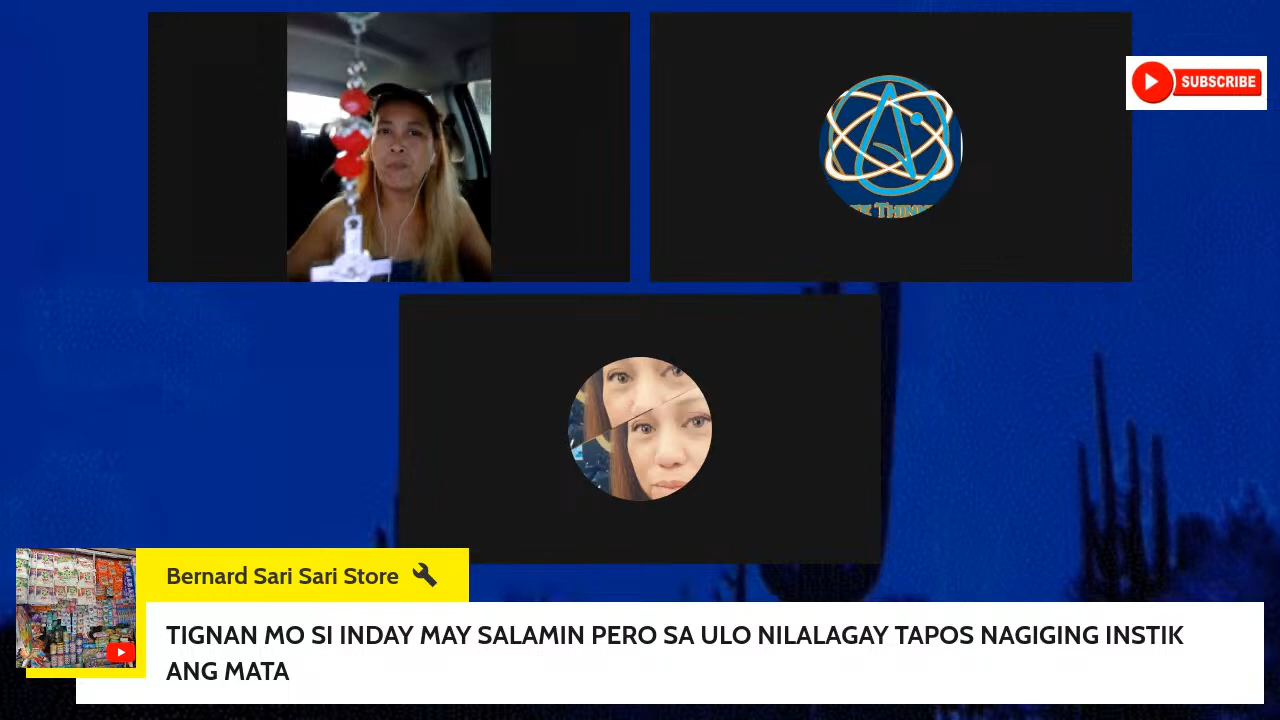 SUBSCRIBE
Bernard Sari Sari Store
TIGNAN MO SI INDAY MAY SALAMIN PERO SA ULO NILALAGAY TAPOS NAGIGING INSTIK
ANG MATA